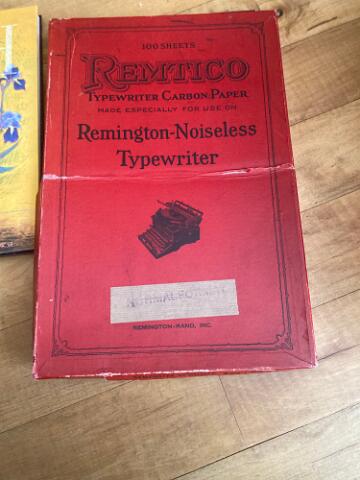 100 SHEETS
REMTICO
TYPEWRITER CARBON PAPER
MADE ESPECIALLY FOR USE ON
Remington-Noiseless
Typewriter
REMINGTON-RAND, INC.